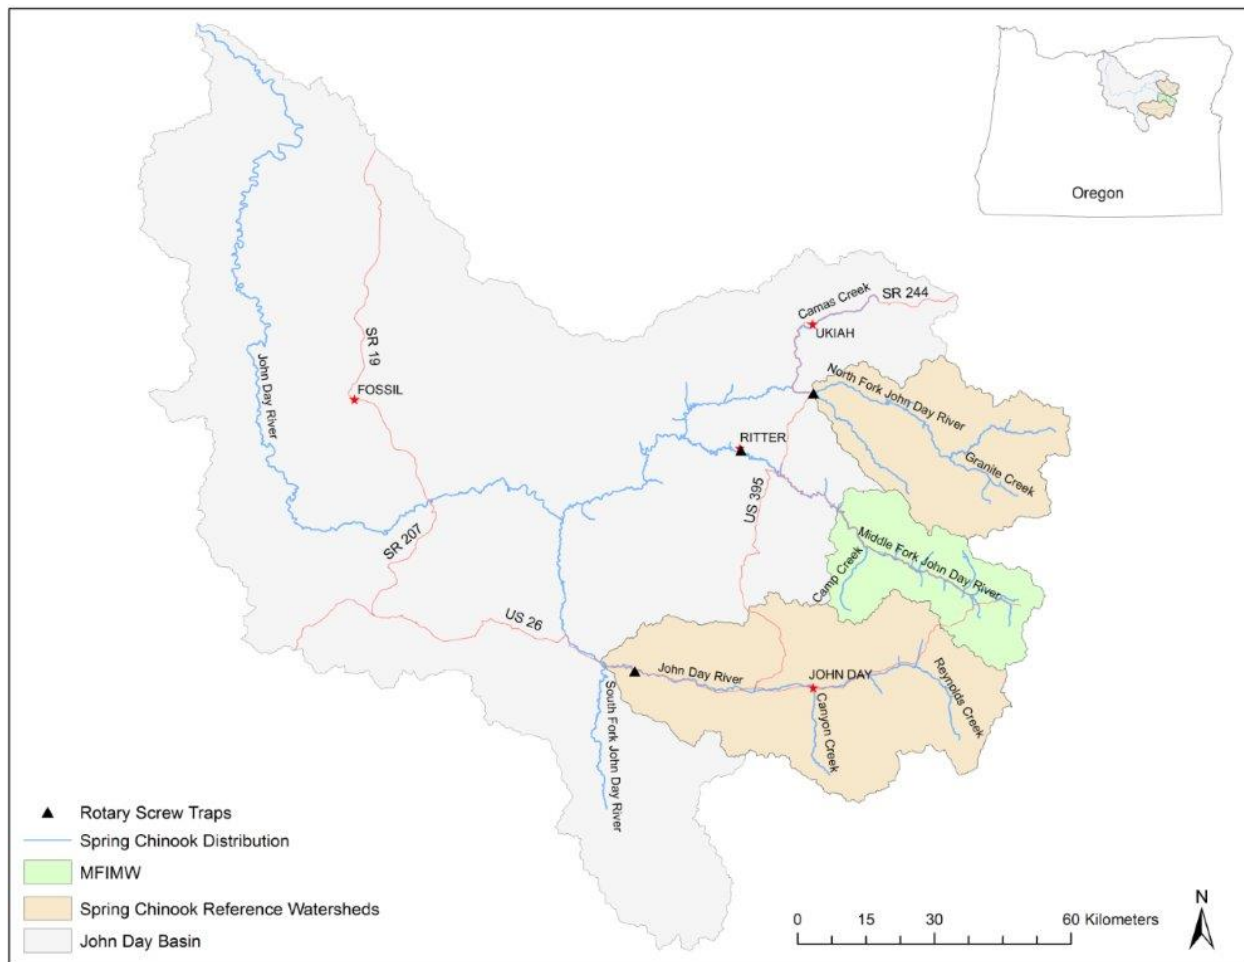 Oregon
Camas Creek
SR 244
UKIAH
SR 19
John Day River
FOSSIL
North Fork John Day River
RITTER
Granite Creek
US 395
SR 207
Middle Fork John Day River
Camp Creek
US 26
John Day River
JOHN DAY
Reynolds Creek
South Fork John Day River
Canyon Creek
Rotary Screw Traps
Spring Chinook Distribution
MFIMW
Spring Chinook Reference Watersheds
John Day Basin
N
0 15 30 60 Kilometers